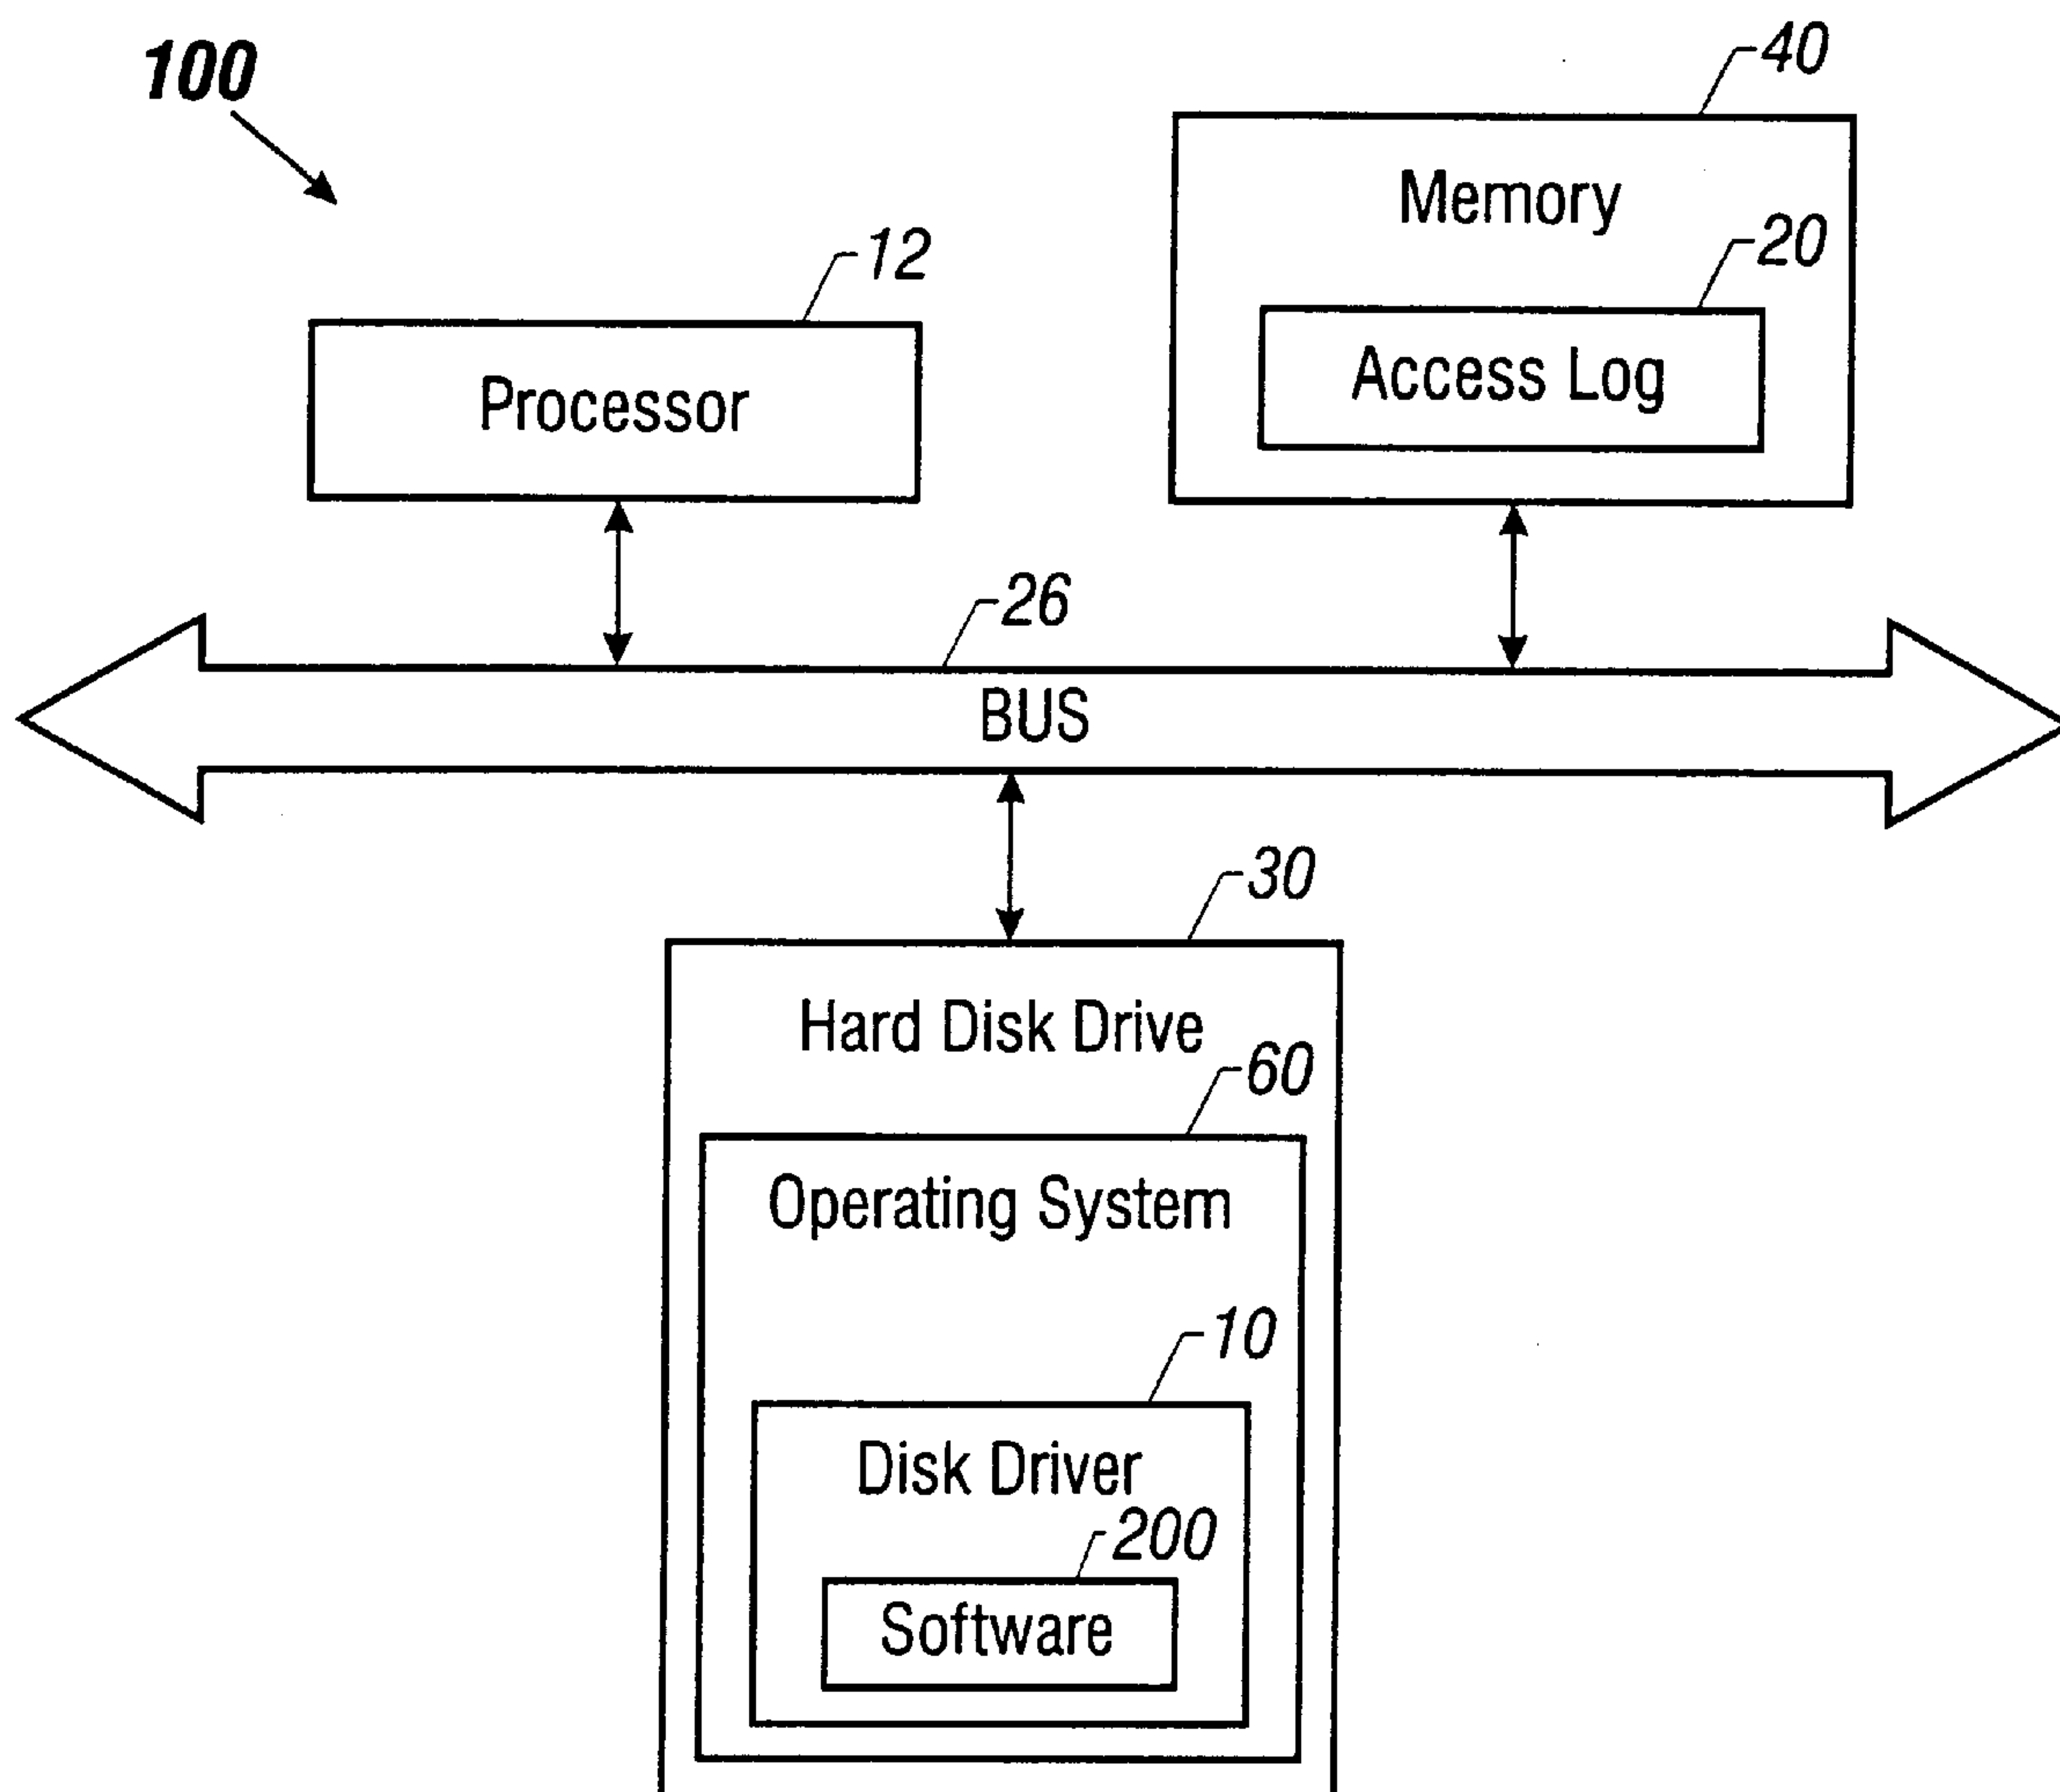 100
40
Memory
12
20
Processor
Access Log
26
BUS
30
Hard Disk Drive
60
Operating System
10
Disk Driver
200
Software